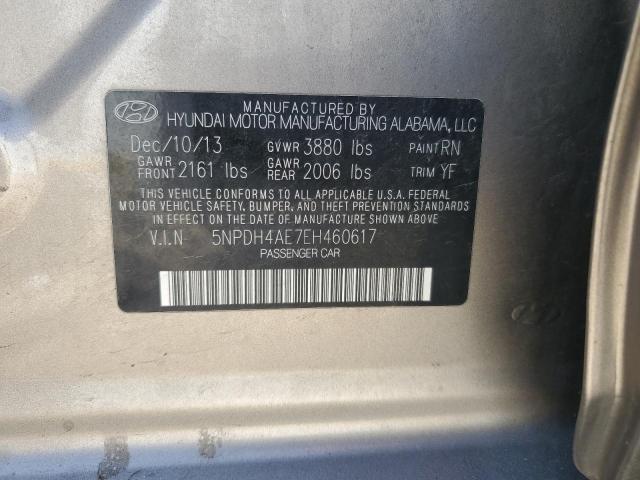 MANUFACTURED BY
HYUNDAI MOTOR MANUFACTURING ALABAMA, LLC
Dec/10/13 GVWR 3880 lbs PAINT RN
GAWR FRONT 2161 lbs GAWR REAR 2006 lbs TRIM YF
THIS VEHICLE CONFORMS TO ALL APPLICABLE U.S.A. FEDERAL
MOTOR VEHICLE SAFETY, BUMPER, AND THEFT PREVENTION STANDARDS
IN EFFECT ON THE DATE OF MANUFACTURE SHOWN ABOVE
V.I.N 5NPDH4AE7EH460617
PASSENGER CAR